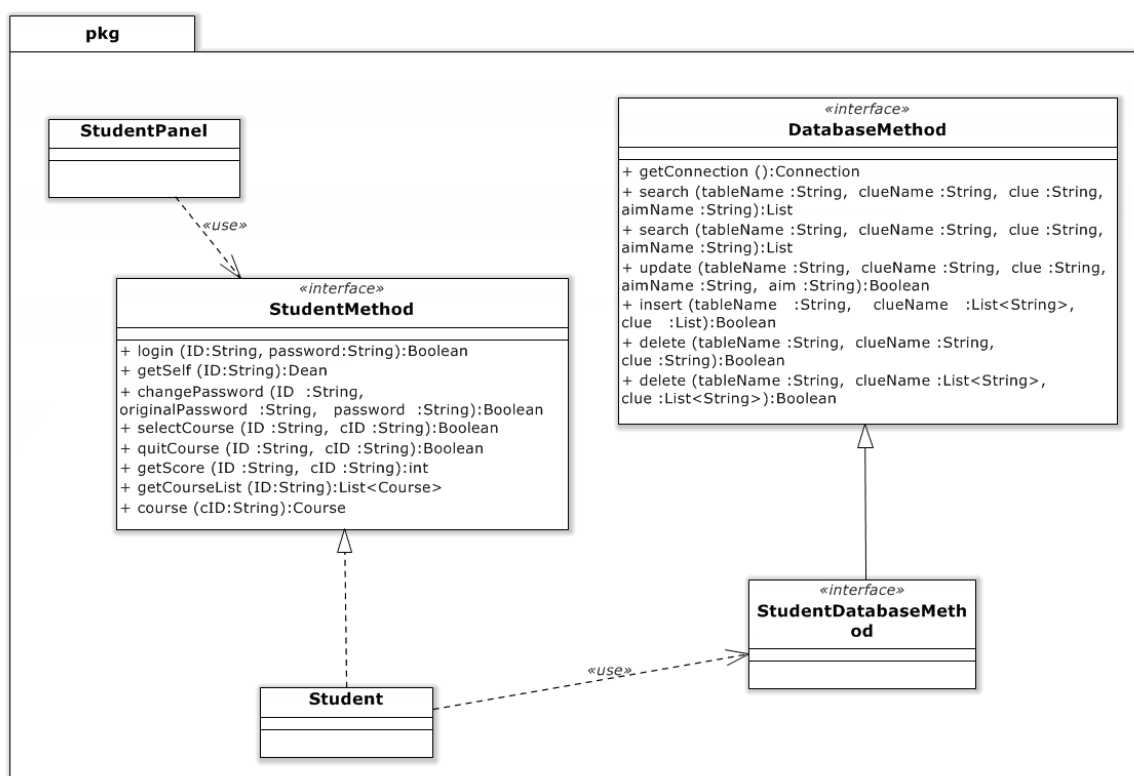 pkg
StudentPanel
«use»
«interface»
StudentMethod
+ login (ID:String, password:String):Boolean
+ getSelf (ID:String):Dean
+ changePassword (ID :String,
originalPassword :String, password :String):Boolean
+ selectCourse (ID :String, cID :String):Boolean
+ quitCourse (ID :String, cID :String):Boolean
+ getScore (ID :String, cID :String):int
+ getCourseList (ID:String):List<Course>
+ course (cID:String):Course
«interface»
DatabaseMethod
+ getConnection ():Connection
+ search (tableName :String, clueName :String, clue :String,
aimName :String):List
+ search (tableName :String, clueName :String, clue :String,
aimName :String):List
+ update (tableName :String, clueName :String, clue :String,
aimName :String, aim :String):Boolean
+ insert (tableName :String, clueName :List<String>,
clue :List):Boolean
+ delete (tableName :String, clueName :String,
clue :String):Boolean
+ delete (tableName :String, clueName :List<String>,
clue :List<String>):Boolean
«interface»
StudentDatabaseMeth
od
«use»
Student